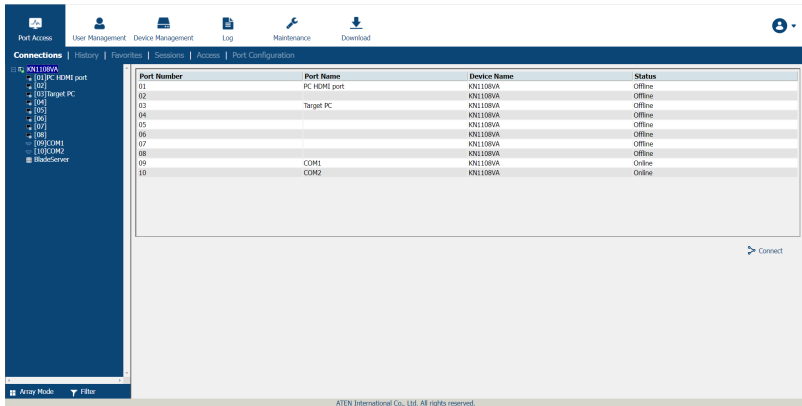 Port Access User Management Device Management Log Maintenance Download
Connections | History | Favorites | Sessions | Access | Port Configuration
KN1108VA
[01]PC HDMI port
[02]
[03]Target PC
[04]
[05]
[06]
[07]
[08]
[09]COM1
[10]COM2
BladeServer
Port Number Port Name Device Name Status
01 PC HDMI port KN1108VA Offline
02 KN1108VA Offline
03 Target PC KN1108VA Offline
04 KN1108VA Offline
05 KN1108VA Offline
06 KN1108VA Offline
07 KN1108VA Offline
08 KN1108VA Offline
09 COM1 KN1108VA Online
10 COM2 KN1108VA Online
Connect
Array Mode Filter
ATEN International Co., Ltd. All rights reserved.